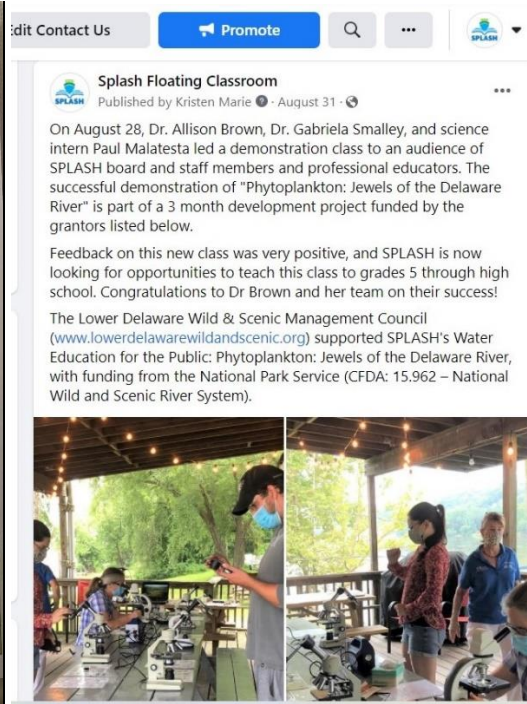 Edit Contact Us
Promote
SPLASH
SPLASH
Splash Floating Classroom
Published by Kristen Marie · August 31 ·
On August 28, Dr. Allison Brown, Dr. Gabriela Smalley, and science
intern Paul Malatesta led a demonstration class to an audience of
SPLASH board and staff members and professional educators. The
successful demonstration of "Phytoplankton: Jewels of the Delaware
River" is part of a 3 month development project funded by the
grantors listed below.
Feedback on this new class was very positive, and SPLASH is now
looking for opportunities to teach this class to grades 5 through high
school. Congratulations to Dr Brown and her team on their success!
The Lower Delaware Wild & Scenic Management Council
(www.lowerdelawarewildandscenic.org) supported SPLASH's Water
Education for the Public: Phytoplankton: Jewels of the Delaware River,
with funding from the National Park Service (CFDA: 15.962 – National
Wild and Scenic River System).